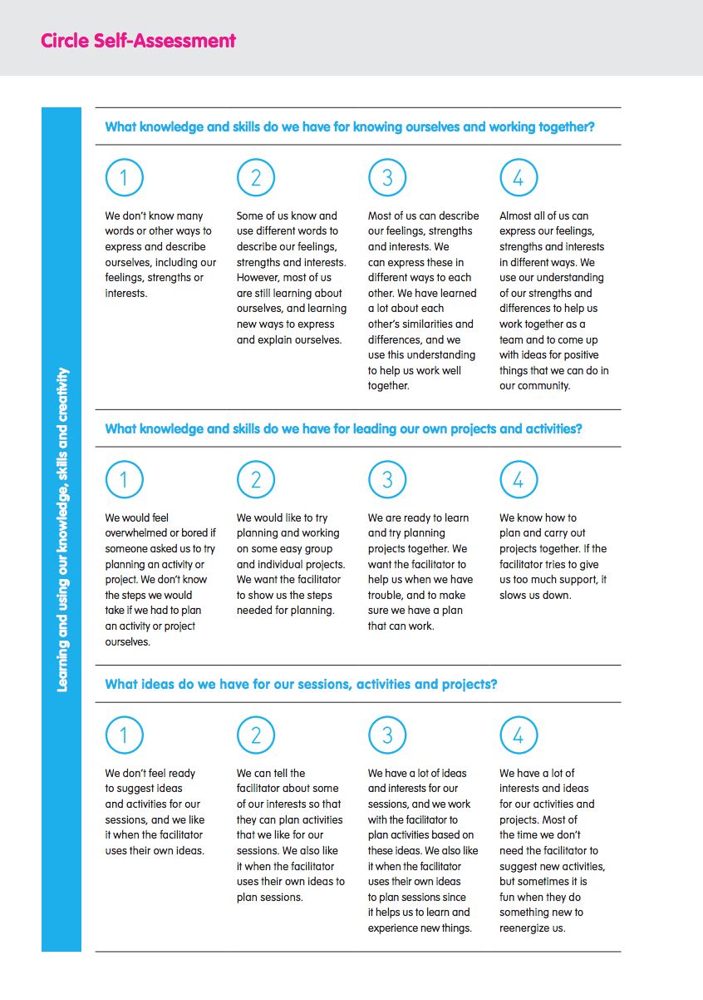 Circle Self-Assessment
Learning and using our knowledge, skills and creativity
What knowledge and skills do we have for knowing ourselves and working together?
1
We don’t know many
words or other ways to
express and describe
ourselves, including our
feelings, strengths or
interests.
2
Some of us know and
use different words to
describe our feelings,
strengths and interests.
However, most of us
are still learning about
ourselves, and learning
new ways to express
and explain ourselves.
3
Most of us can describe
our feelings, strengths
and interests. We
can express these in
different ways to each
other. We have learned
a lot about each
other’s similarities and
differences, and we
use this understanding
to help us work well
together.
4
Almost all of us can
express our feelings,
strengths and interests
in different ways. We
use our understanding
of our strengths and
differences to help us
work together as a
team and to come up
with ideas for positive
things that we can do in
our community.
What knowledge and skills do we have for leading our own projects and activities?
1
We would feel
overwhelmed or bored if
someone asked us to try
planning an activity or
project. We don’t know
the steps we would
take if we had to plan
an activity or project
ourselves.
2
We would like to try
planning and working
on some easy group
and individual projects.
We want the facilitator
to show us the steps
needed for planning.
3
We are ready to learn
and try planning
projects together. We
want the facilitator to
help us when we have
trouble, and to make
sure we have a plan
that can work.
4
We know how to
plan and carry out
projects together. If the
facilitator tries to give
us too much support, it
slows us down.
What ideas do we have for our sessions, activities and projects?
1
We don’t feel ready
to suggest ideas
and activities for our
sessions, and we like
it when the facilitator
uses their own ideas.
2
We can tell the
facilitator about some
of our interests so that
they can plan activities
that we like for our
sessions. We also like
it when the facilitator
uses their own ideas to
plan sessions.
3
We have a lot of ideas
and interests for our
sessions, and we work
with the facilitator to
plan activities based on
these ideas. We also like
it when the facilitator
uses their own ideas
to plan sessions since
it helps us to learn and
experience new things.
4
We have a lot of
interests and ideas
for our activities and
projects. Most of
the time we don’t
need the facilitator to
suggest new activities,
but sometimes it is
fun when they do
something new to
reenergize us.